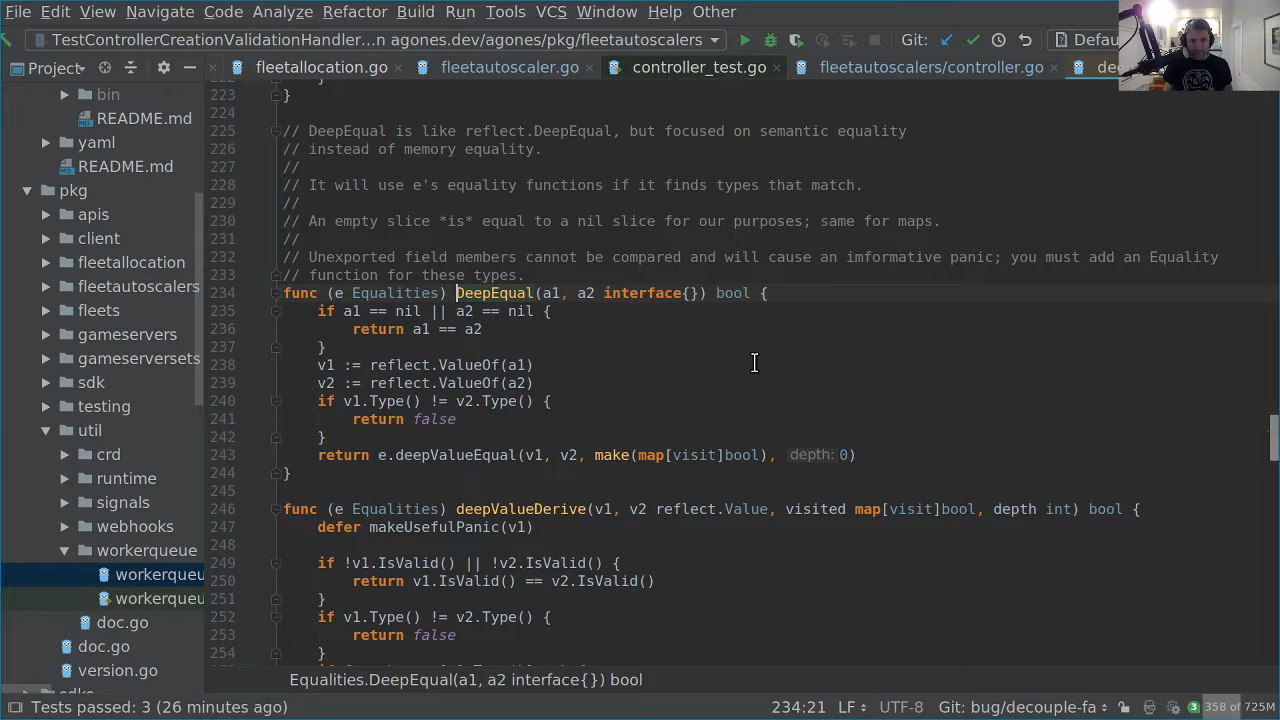 File Edit View Navigate Code Analyze Refactor Build Run Tools VCS Window Help Other
TestControllerCreationValidationHandler...n agones.dev/agones/pkg/fleetautoscalers Git: Defau
Project fleetallocation.go fleetautoscaler.go controller_test.go fleetautoscalers/controller.go
bin
README.md
yaml
README.md
pkg
apis
client
fleetallocation
fleetautoscalers
fleets
gameservers
gameserversets
sdk
testing
util
crd
runtime
signals
webhooks
workerqueue
workerqueu
workerqueu
doc.go
doc.go
version.go
223 }
224
225 // DeepEqual is like reflect.DeepEqual, but focused on semantic equality
226 // instead of memory equality.
227 //
228 // It will use e's equality functions if it finds types that match.
229 //
230 // An empty slice *is* equal to a nil slice for our purposes; same for maps.
231 //
232 // Unexported field members cannot be compared and will cause an imformative panic; you must add an Equality
233 // function for these types.
234 func (e Equalities) DeepEqual(a1, a2 interface{}) bool {
235 if a1 == nil || a2 == nil {
236 return a1 == a2
237 }
238 v1 := reflect.ValueOf(a1)
239 v2 := reflect.ValueOf(a2)
240 if v1.Type() != v2.Type() {
241 return false
242 }
243 return e.deepValueEqual(v1, v2, make(map[visit]bool), depth: 0)
244 }
245
246 func (e Equalities) deepValueDerive(v1, v2 reflect.Value, visited map[visit]bool, depth int) bool {
247 defer makeUsefulPanic(v1)
248
249 if !v1.IsValid() || !v2.IsValid() {
250 return v1.IsValid() == v2.IsValid()
251 }
252 if v1.Type() != v2.Type() {
253 return false
254 }
Equalities.DeepEqual(a1, a2 interface{}) bool
Tests passed: 3 (26 minutes ago) 234:21 LF UTF-8 Git: bug/decouple-fa 3 358 of 725M